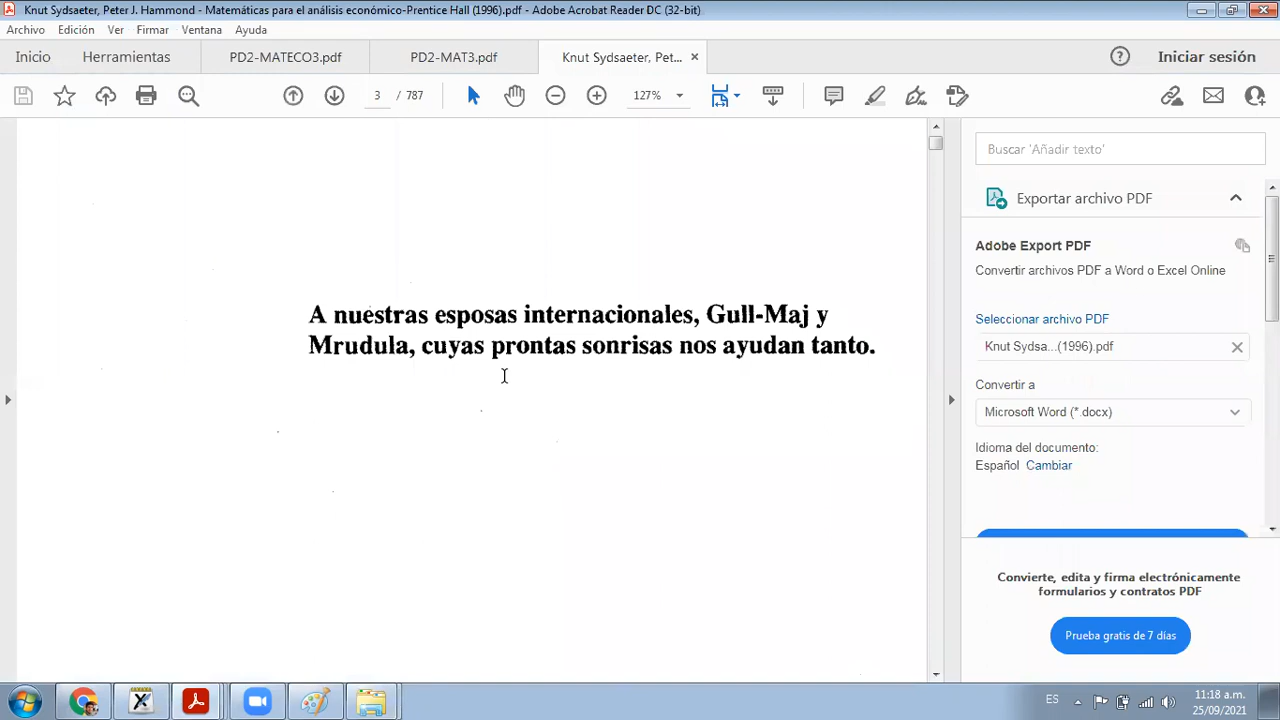 Knut Sydsaeter, Peter J. Hammond - Matemáticas para el análisis económico-Prentice Hall (1996).pdf - Adobe Acrobat Reader DC (32-bit)
Archivo Edición Ver Firmar Ventana Ayuda
Inicio Herramientas PD2-MATECO3.pdf PD2-MAT3.pdf Knut Sydsaeter, Pet...
Iniciar sesión
3 / 787
127%
A nuestras esposas internacionales, Gull-Maj y
Mrudula, cuyas prontas sonrisas nos ayudan tanto.
Buscar 'Añadir texto'
Exportar archivo PDF
Adobe Export PDF
Convertir archivos PDF a Word o Excel Online
Seleccionar archivo PDF
Knut Sydsa...(1996).pdf
Convertir a
Microsoft Word (*.docx)
Idioma del documento:
Español Cambiar
Convierte, edita y firma electrónicamente
formularios y contratos PDF
Prueba gratis de 7 días
ES
11:18 a.m.
25/09/2021